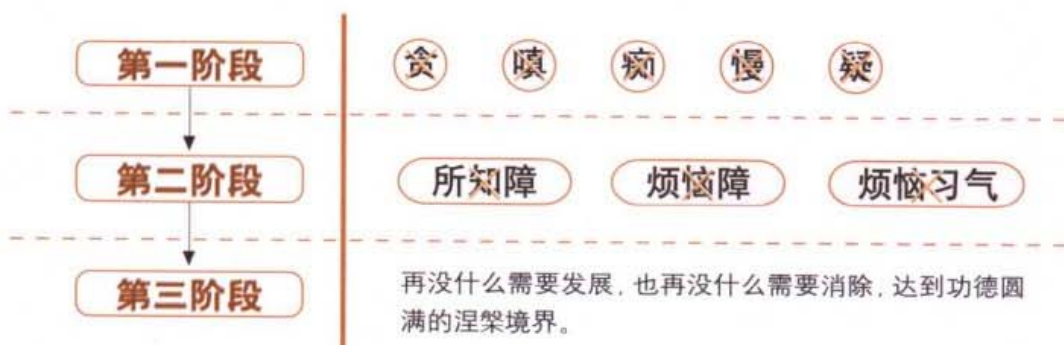 第一阶段
贪 嗔 痴 慢 疑
第二阶段
所知障 烦恼障 烦恼习气
第三阶段
再没什么需要发展，也再没什么需要消除，达到功德圆
满的涅槃境界。